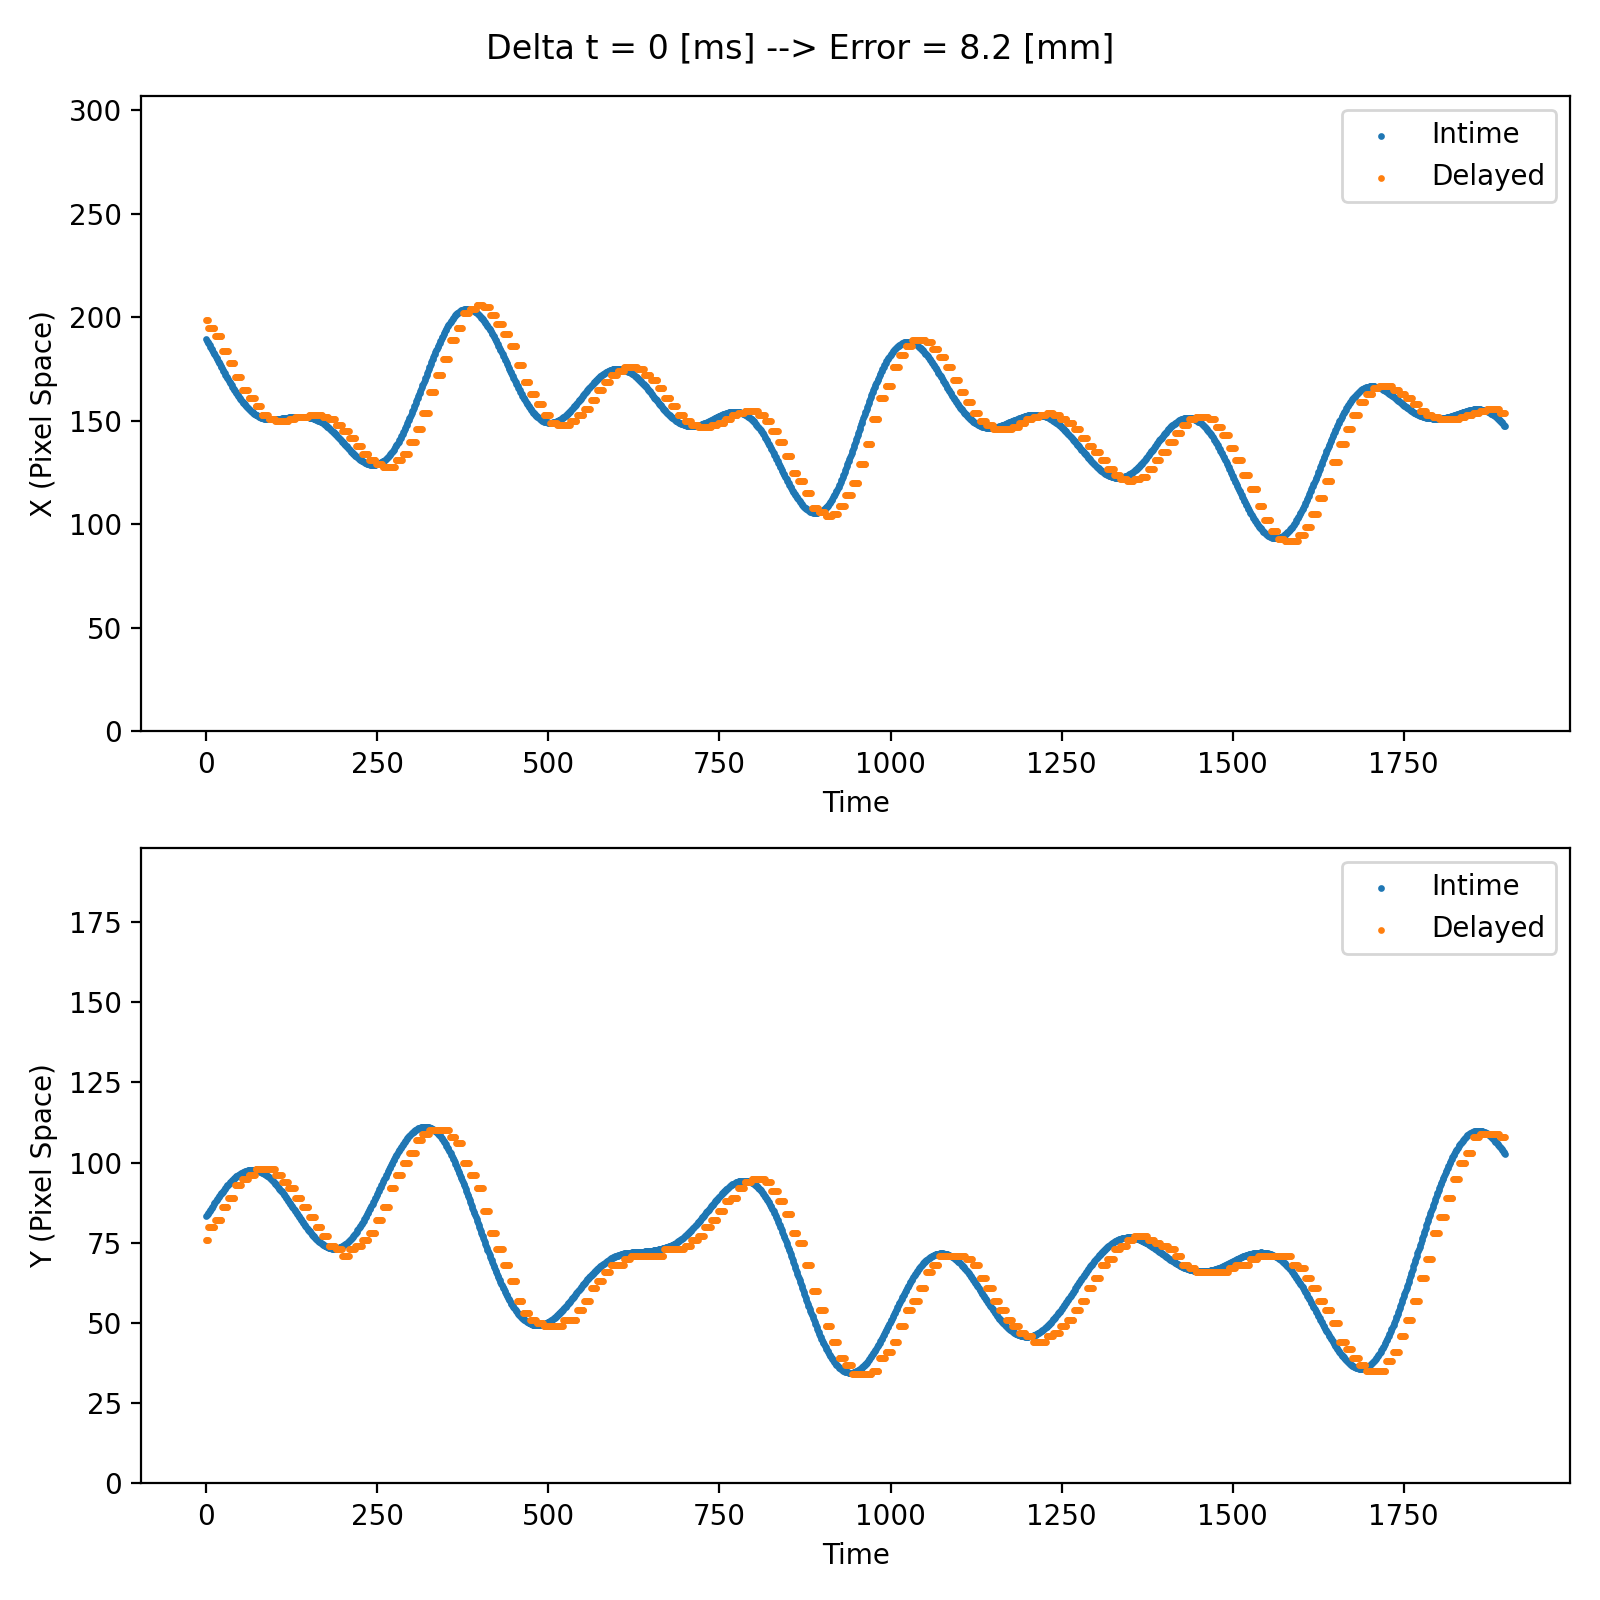 Delta t = 0 [ms] --> Error = 8.2 [mm]
300
250
200
150
100
50
0
X (Pixel Space)
Intime
Delayed
0 250 500 750 1000 1250 1500 1750
Time
175
150
125
100
75
50
25
0
Y (Pixel Space)
Intime
Delayed
0 250 500 750 1000 1250 1500 1750
Time